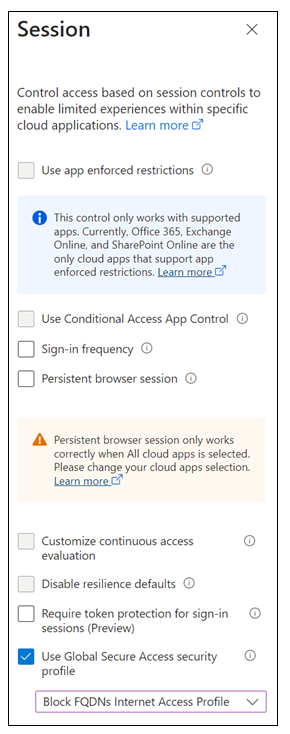 Session
Control access based on session controls to
enable limited experiences within specific
cloud applications. Learn more
Use app enforced restrictions
This control only works with supported
apps. Currently, Office 365, Exchange
Online, and SharePoint Online are the
only cloud apps that support app
enforced restrictions. Learn more
Use Conditional Access App Control
Sign-in frequency
Persistent browser session
Persistent browser session only works
correctly when All cloud apps is selected.
Please change your cloud apps selection.
Learn more
Customize continuous access
evaluation
Disable resilience defaults
Require token protection for sign-in
sessions (Preview)
Use Global Secure Access security
profile
Block FQDNs Internet Access Profile